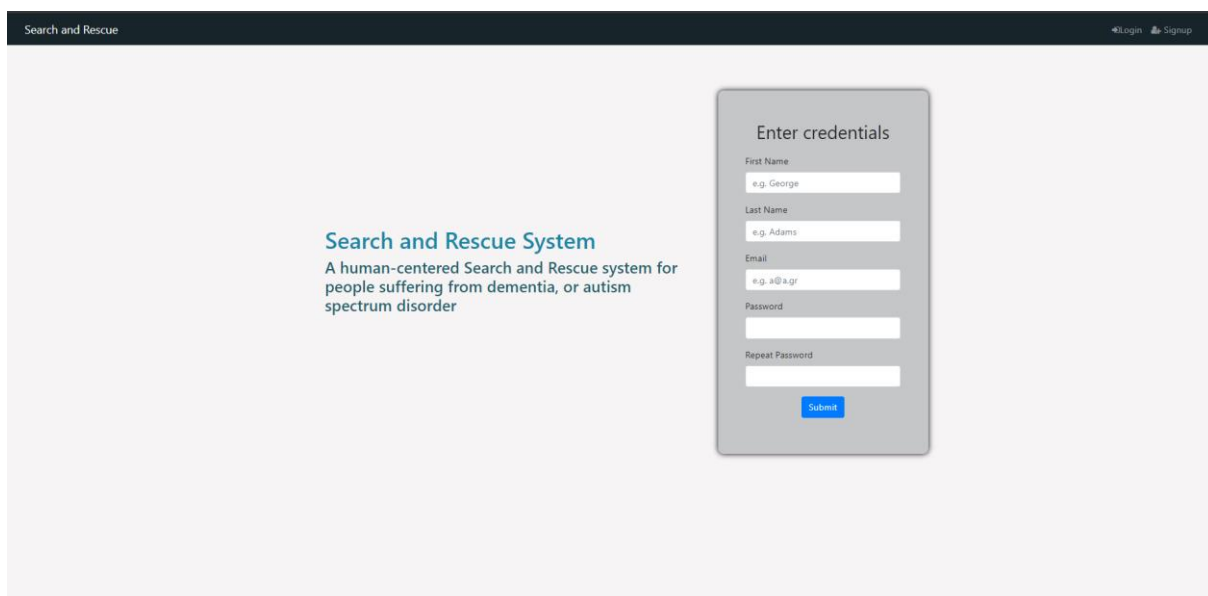 Search and Rescue
Login
Signup
Search and Rescue System
A human-centered Search and Rescue system for
people suffering from dementia, or autism
spectrum disorder
Enter credentials
First Name
e.g. George
Last Name
e.g. Adams
Email
e.g. a@a.gr
Password
Repeat Password
Submit